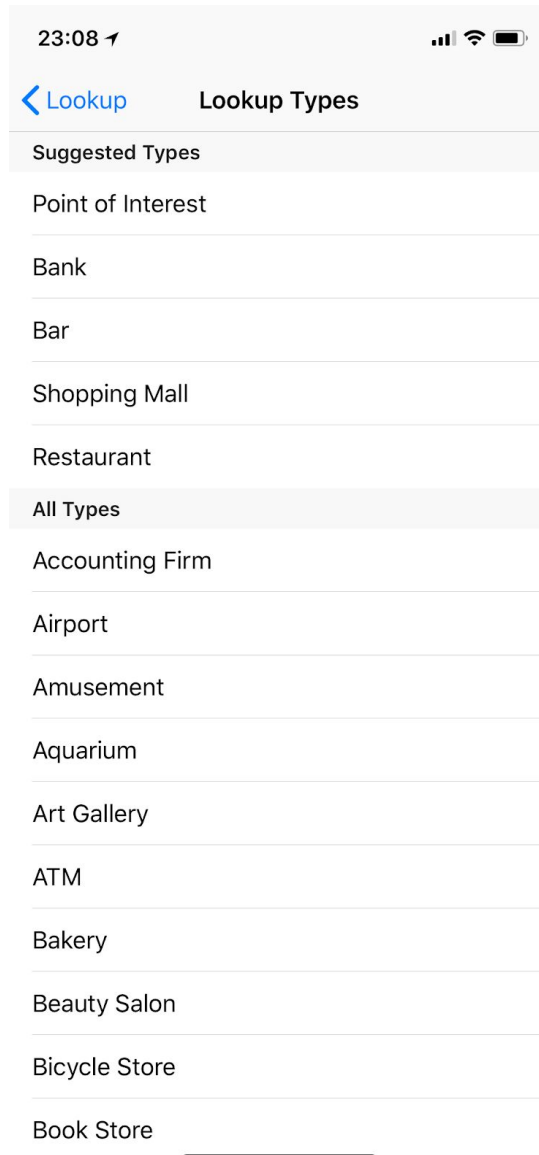 23:08
Lookup
Lookup Types
Suggested Types
Point of Interest
Bank
Bar
Shopping Mall
Restaurant
All Types
Accounting Firm
Airport
Amusement
Aquarium
Art Gallery
ATM
Bakery
Beauty Salon
Bicycle Store
Book Store